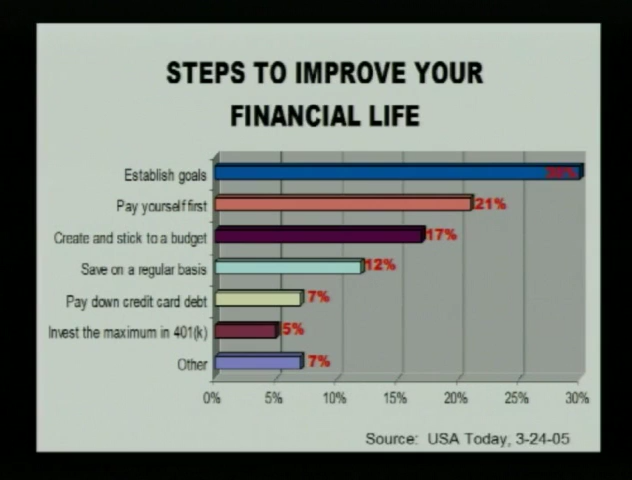 STEPS TO IMPROVE YOUR
FINANCIAL LIFE
Establish goals
30%
Pay yourself first
21%
Create and stick to a budget
17%
Save on a regular basis
12%
Pay down credit card debt
7%
Invest the maximum in 401(k)
5%
Other
7%
0% 5% 10% 15% 20% 25% 30%
Source: USA Today, 3-24-05